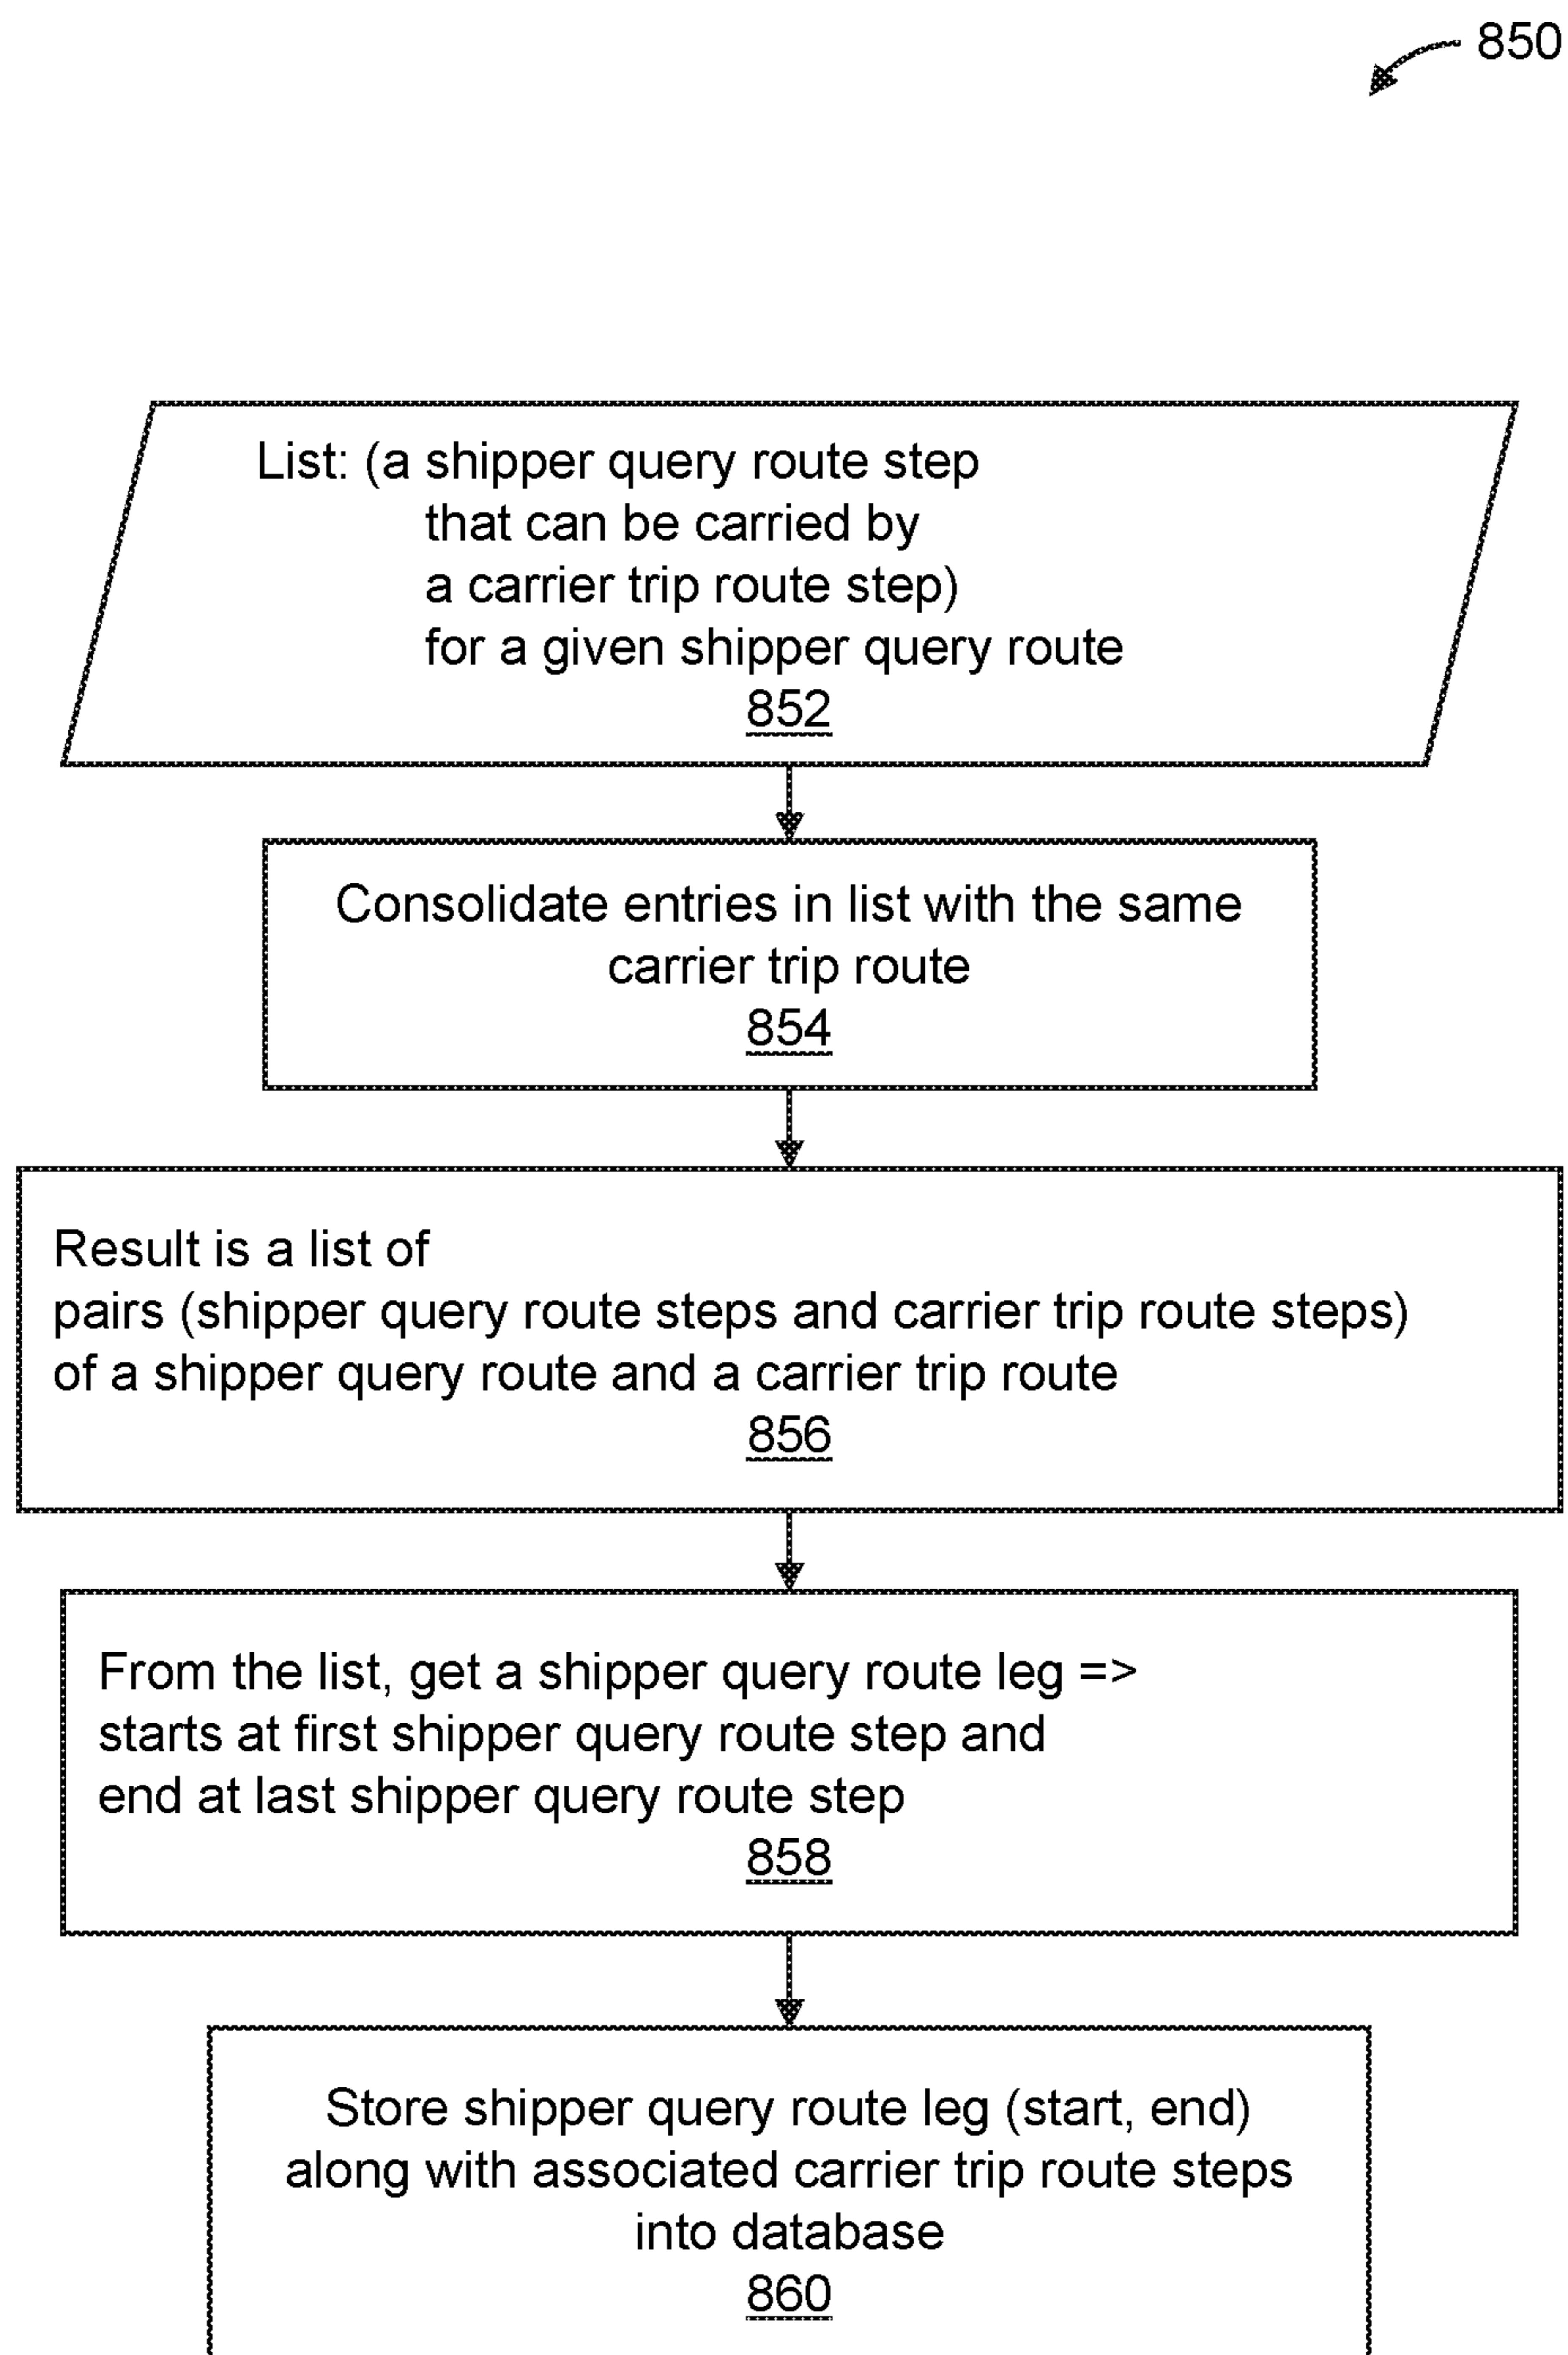 850
List: (a shipper query route step
that can be carried by
a carrier trip route step)
for a given shipper query route
852
Consolidate entries in list with the same
carrier trip route
854
Result is a list of
pairs (shipper query route steps and carrier trip route steps)
of a shipper query route and a carrier trip route
856
From the list, get a shipper query route leg =>
starts at first shipper query route step and
end at last shipper query route step
858
Store shipper query route leg (start, end)
along with associated carrier trip route steps
into database
860